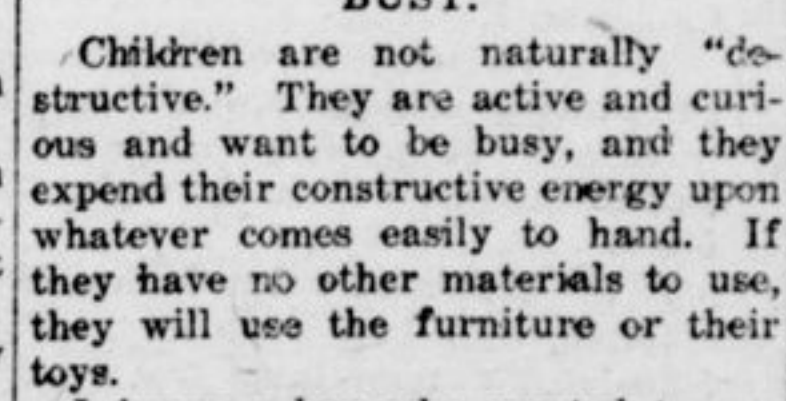 Children are not naturally "de-
structive." They are active and curi-
ous and want to be busy, and they
expend their constructive energy upon
whatever comes easily to hand. If
they have no other materials to use,
they will use the furniture or their
toys.